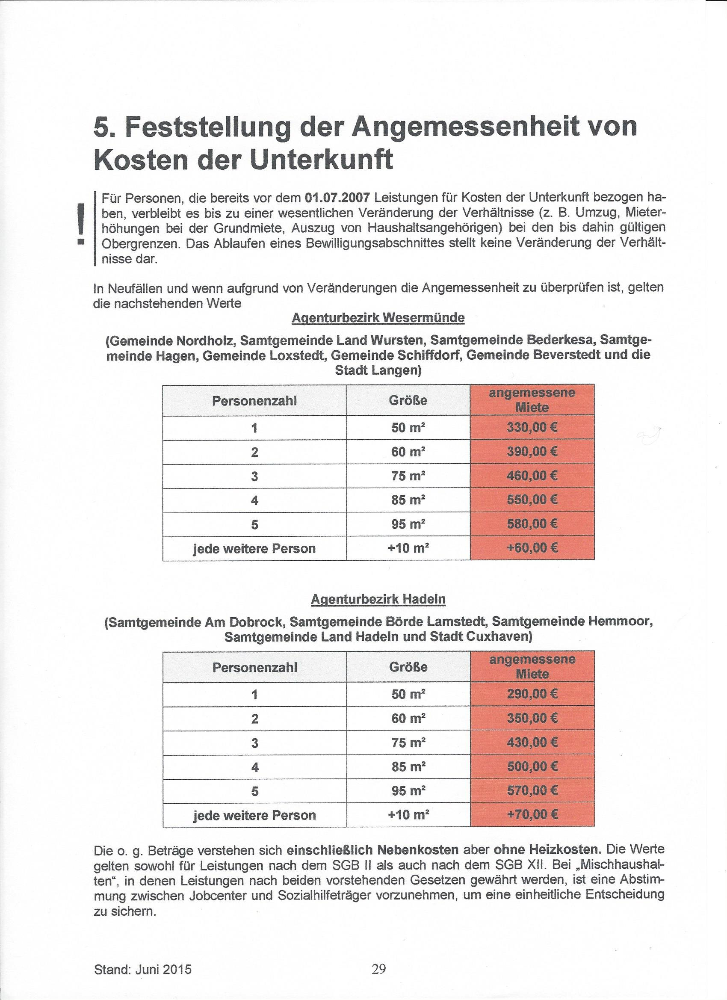 5. Feststellung der Angemessenheit von
Kosten der Unterkunft
! Für Personen, die bereits vor dem 01.07.2007 Leistungen für Kosten der Unterkunft bezogen ha-
ben, verbleibt es bis zu einer wesentlichen Veränderung der Verhältnisse (z. B. Umzug, Mieter-
höhungen bei der Grundmiete, Auszug von Haushaltsangehörigen) bei den bis dahin gültigen
Obergrenzen. Das Ablaufen eines Bewilligungsabschnittes stellt keine Veränderung der Verhält-
nisse dar.
In Neufällen und wenn aufgrund von Veränderungen die Angemessenheit zu überprüfen ist, gelten
die nachstehenden Werte
Agenturbezirk Wesermünde
(Gemeinde Nordholz, Samtgemeinde Land Wursten, Samtgemeinde Bederkesa, Samtge-
meinde Hagen, Gemeinde Loxstedt, Gemeinde Schiffdorf, Gemeinde Beverstedt und die
Stadt Langen)
Personenzahl Größe angemessene
Miete
1 50 m² 330,00 €
2 60 m² 390,00 €
3 75 m² 460,00 €
4 85 m² 550,00 €
5 95 m² 580,00 €
jede weitere Person +10 m² +60,00 €
Agenturbezirk Hadeln
(Samtgemeinde Am Dobrock, Samtgemeinde Börde Lamstedt, Samtgemeinde Hemmoor,
Samtgemeinde Land Hadeln und Stadt Cuxhaven)
Personenzahl Größe angemessene
Miete
1 50 m² 290,00 €
2 60 m² 350,00 €
3 75 m² 430,00 €
4 85 m² 500,00 €
5 95 m² 570,00 €
jede weitere Person +10 m² +70,00 €
Die o. g. Beträge verstehen sich einschließlich Nebenkosten aber ohne Heizkosten. Die Werte
gelten sowohl für Leistungen nach dem SGB II als auch nach dem SGB XII. Bei „Mischhaushal-
ten“, in denen Leistungen nach beiden vorstehenden Gesetzen gewährt werden, ist eine Abstim-
mung zwischen Jobcenter und Sozialhilfeträger vorzunehmen, um eine einheitliche Entscheidung
zu sichern.
Stand: Juni 2015 29